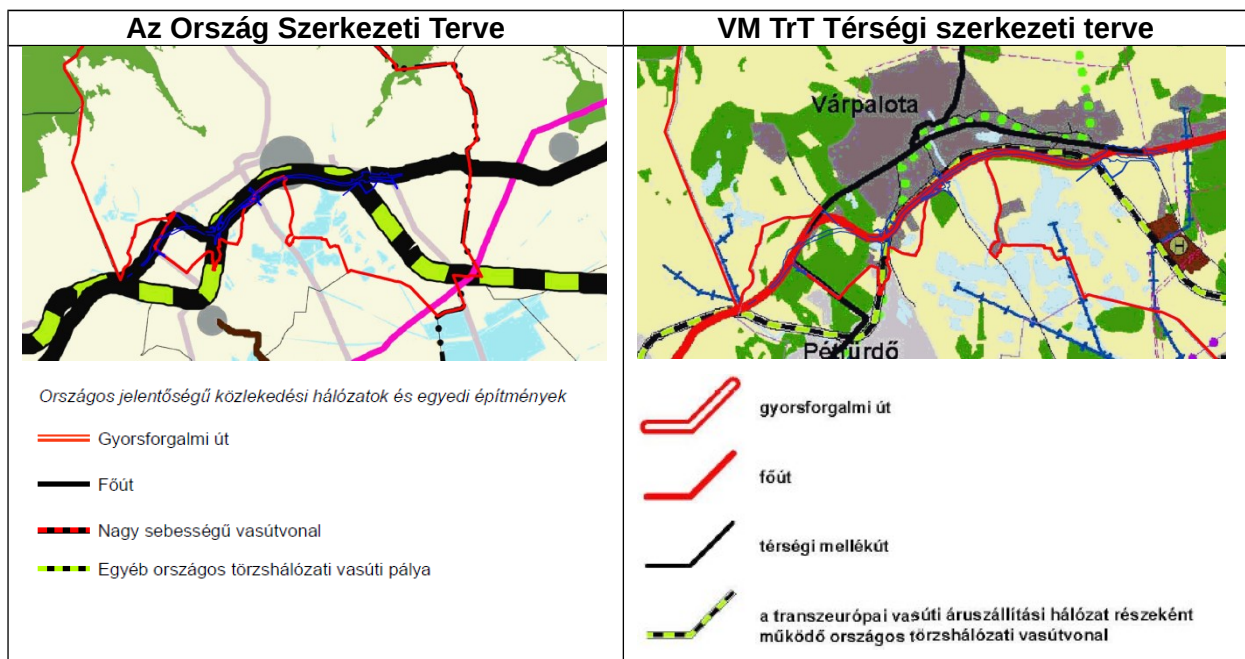 Az Ország Szerkezeti Terve
Országos jelentőségű közlekedési hálózatok és egyedi építmények
Gyorsforgalmi út
Főút
Nagy sebességű vasútvonal
Egyéb országos törzshálózati vasúti pálya
VM TrT Térségi szerkezeti terve
Várpalota
H
Pétfürdő
gyorsforgalmi út
főút
térségi mellékút
a transzeurópai vasúti áruszállítási hálózat részeként
működő országos törzshálózati vasútvonal